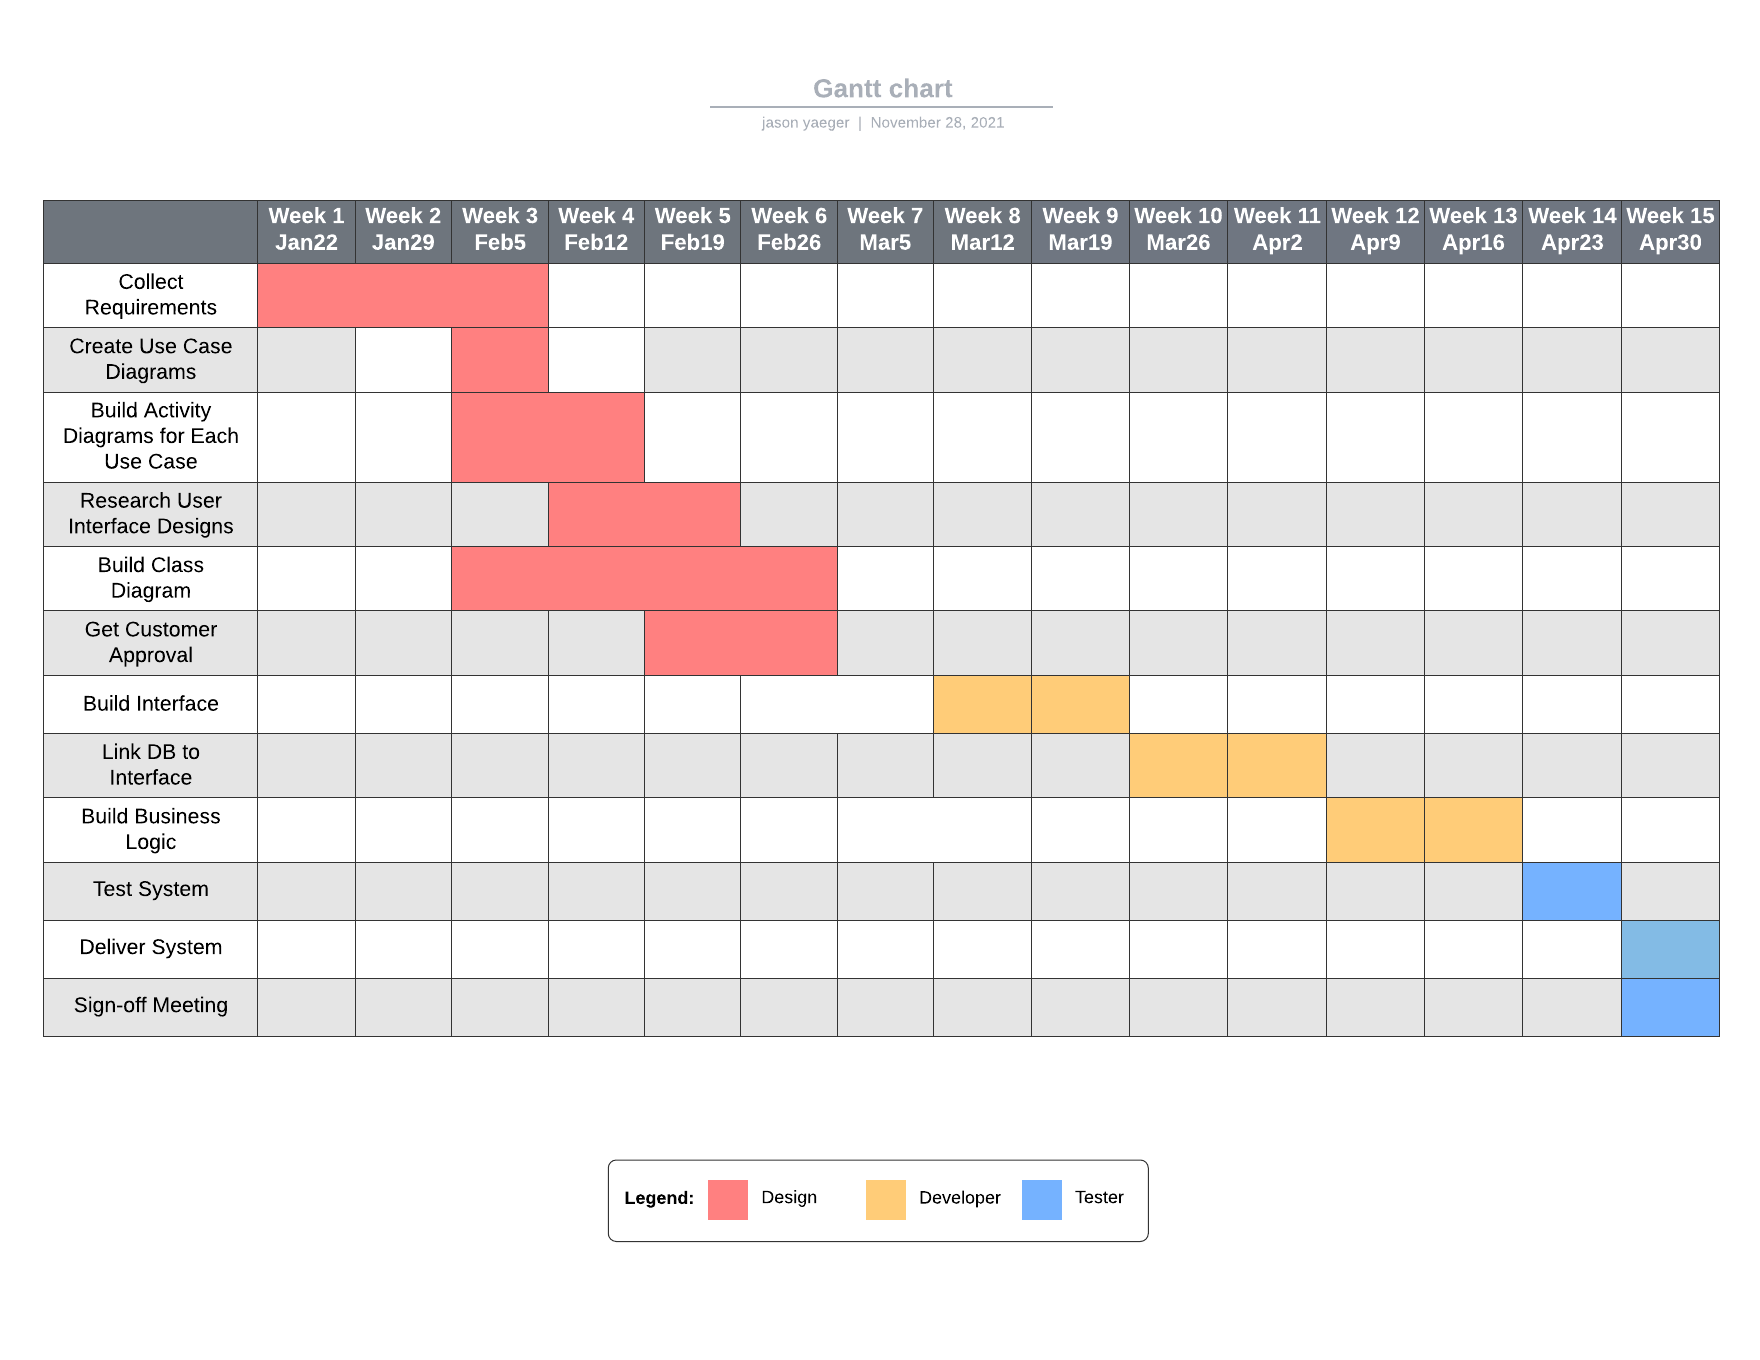 Gantt chart
jason yaeger | November 28, 2021
Week 1 Week 2 Week 3 Week 4 Week 5 Week 6 Week 7 Week 8 Week 9 Week 10 Week 11 Week 12 Week 13 Week 14 Week 15
Jan22 Jan29 Feb5 Feb12 Feb19 Feb26 Mar5 Mar12 Mar19 Mar26 Apr2 Apr9 Apr16 Apr23 Apr30
Collect
Requirements
Create Use Case
Diagrams
Build Activity
Diagrams for Each
Use Case
Research User
Interface Designs
Build Class
Diagram
Get Customer
Approval
Build Interface
Link DB to
Interface
Build Business
Logic
Test System
Deliver System
Sign-off Meeting
Legend: Design Developer Tester